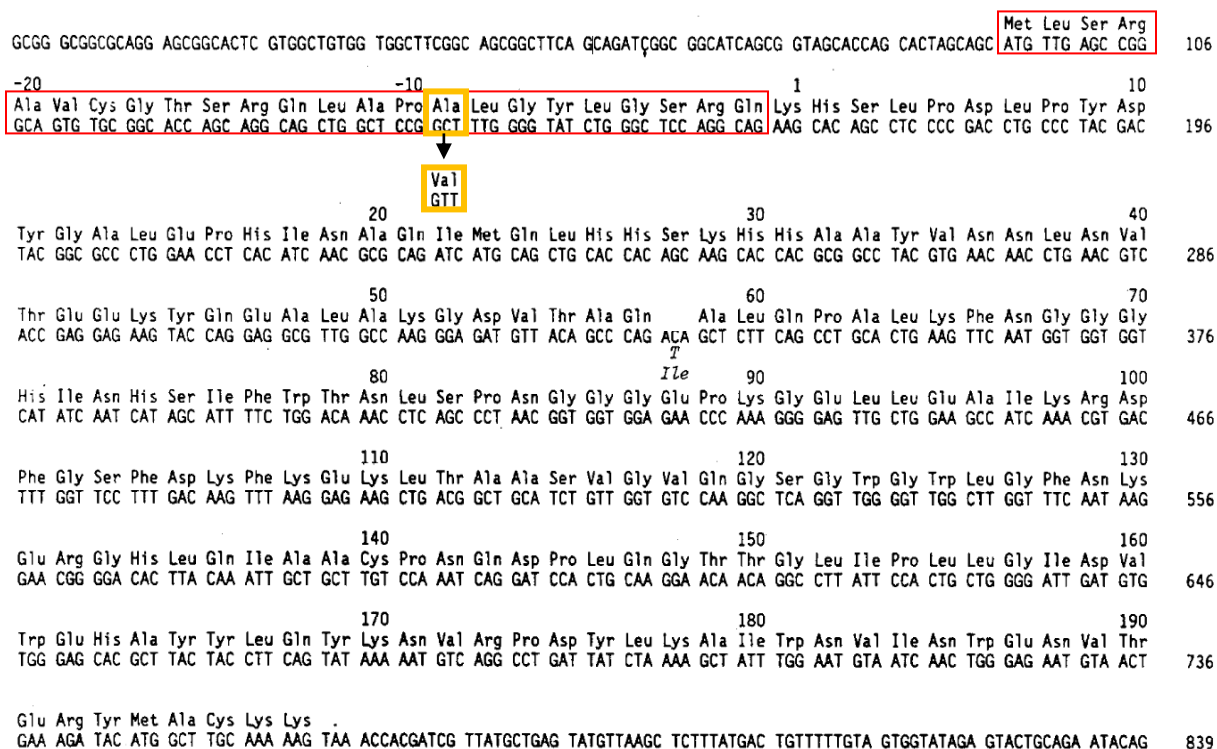 Met Leu Ser Arg
GCGG GCGGCGCAGG AGCGGCACTC GTGGCTGTGG TGGCTTCGGC AGCGGCTTCA GCAGATCGGC GGCATCAGCG GTAGCACCAG CACTAGCAGC ATG TTG AGC CGG 106
-20 -10 1 10
Ala Val Cys Gly Thr Ser Arg Gln Leu Ala Pro Ala Leu Gly Tyr Leu Gly Ser Arg Gln Lys His Ser Leu Pro Asp Leu Pro Tyr Asp
GCA GTG TGC GGC ACC AGC AGG CAG CTG GCT CCG GCT TTG GGG TAT CTG GGC TCC AGG CAG AAG CAC AGC CTC CCC GAC CTG CCC TAC GAC 196
Val
GTT
20 30 40
Tyr Gly Ala Leu Glu Pro His Ile Asn Ala Gln Ile Met Gln Leu His His Ser Lys His His Ala Ala Tyr Val Asn Asn Leu Asn Val
TAC GGC GCC CTG GAA CCT CAC ATC AAC GCG CAG ATC ATG CAG CTG CAC CAC AGC AAG CAC CAC GCG GCC TAC GTG AAC AAC CTG AAC GTC 286
50 60 70
Thr Glu Glu Lys Tyr Gln Glu Ala Leu Ala Lys Gly Asp Val Thr Ala Gln Ala Leu Gln Pro Ala Leu Lys Phe Asn Gly Gly Gly
ACC GAG GAG AAG TAC CAG GAG GCG TTG GCC AAG GGA GAT GTT ACA GCC CAG ACA GCT CTT CAG CCT GCA CTG AAG TTC AAT GGT GGT GGT 376
T
Ile
80 90 100
His Ile Asn His Ser Ile Phe Trp Thr Asn Leu Ser Pro Asn Gly Gly Gly Glu Pro Lys Gly Glu Leu Leu Glu Ala Ile Lys Arg Asp
CAT ATC AAT CAT AGC ATT TTC TGG ACA AAC CTC AGC CCT AAC GGT GGT GGA GAA CCC AAA GGG GAG TTG CTG GAA GCC ATC AAA CGT GAC 466
110 120 130
Phe Gly Ser Phe Asp Lys Phe Lys Glu Lys Leu Thr Ala Ala Ser Val Gly Val Gln Gly Ser Gly Trp Gly Trp Leu Gly Phe Asn Lys
TTT GGT TCC TTT GAC AAG TTT AAG GAG AAG CTG ACG GCT GCA TCT GTT GGT GTC CAA GGC TCA GGT TGG GGT TGG CTT GGT TTC AAT AAG 556
140 150 160
Glu Arg Gly His Leu Gln Ile Ala Ala Cys Pro Asn Gln Asp Pro Leu Gln Gly Thr Thr Gly Leu Ile Pro Leu Leu Gly Ile Asp Val
GAA CGG GGA CAC TTA CAA ATT GCT GCT TGT CCA AAT CAG GAT CCA CTG CAA GGA ACA ACA GGC CTT ATT CCA CTG CTG GGG ATT GAT GTG 646
170 180 190
Trp Glu His Ala Tyr Tyr Leu Gln Tyr Lys Asn Val Arg Pro Asp Tyr Leu Lys Ala Ile Trp Asn Val Ile Asn Trp Glu Asn Val Thr
TGG GAG CAC GCT TAC TAC CTT CAG TAT AAA AAT GTC AGG CCT GAT TAT CTA AAA GCT ATT TGG AAT GTA ATC AAC TGG GAG AAT GTA ACT 736
Glu Arg Tyr Met Ala Cys Lys Lys .
GAA AGA TAC ATG GCT TGC AAA AAG TAA ACCACGATCG TTATGCTGAG TATGTTAAGC TCTTTATGAC TGTTTTTGTA GTGGTATAGA GTACTGCAGA ATACAG 839